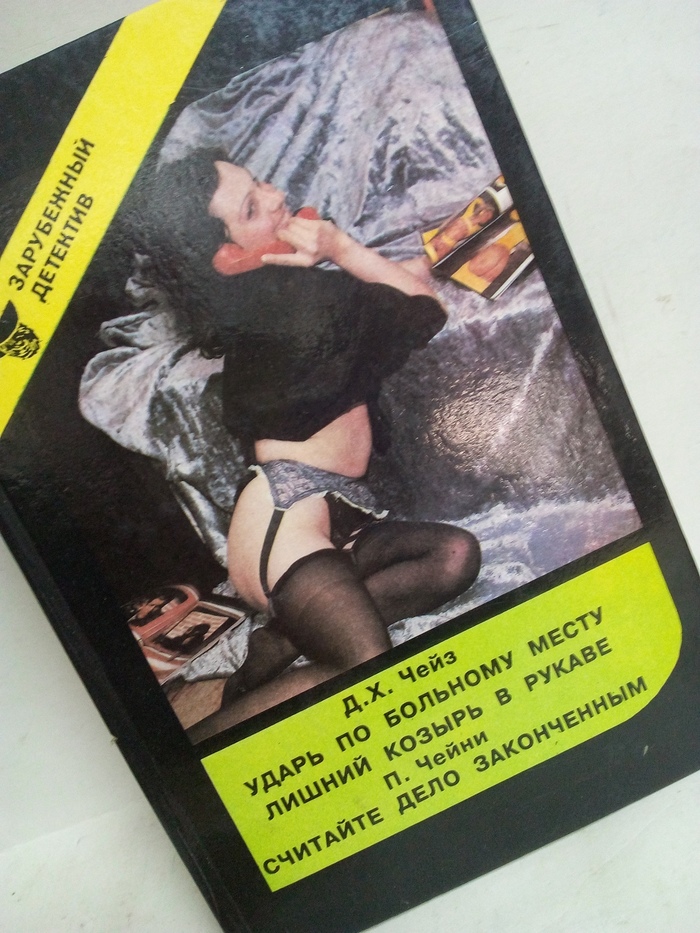 ЗАРУБЕЖНЫЙ
ДЕТЕКТИВ
Д.Х. Чейз
УДАРЬ ПО БОЛЬНОМУ МЕСТУ
ЛИШНИЙ КОЗЫРЬ В РУКАВЕ
П. Чейни
СЧИТАЙТЕ ДЕЛО ЗАКОНЧЕННЫМ